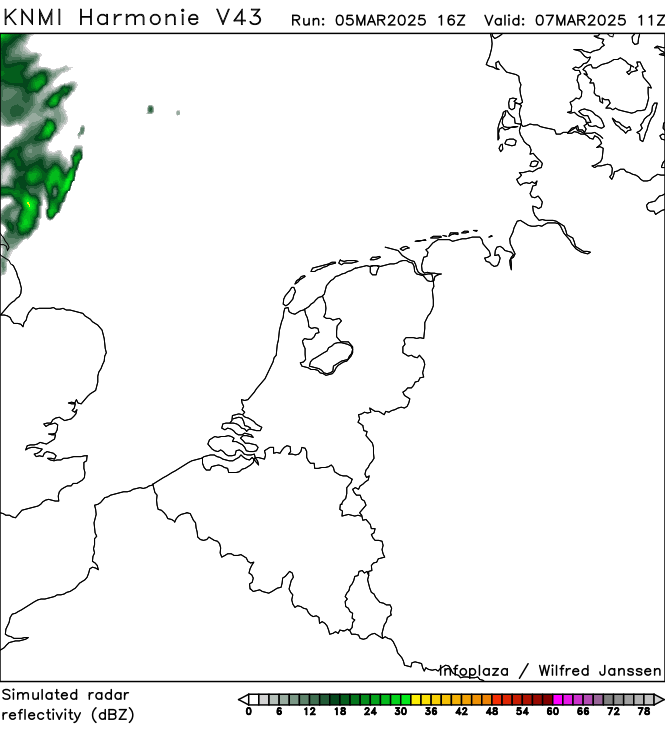 KNMI Harmonie V43 Run: 05MAR2025 16Z Valid: 07MAR2025 11Z
infoplaza / Wilfred Janssen
Simulated radar
reflectivity (dBZ)
0 6 12 18 24 30 36 42 48 54 60 66 72 78